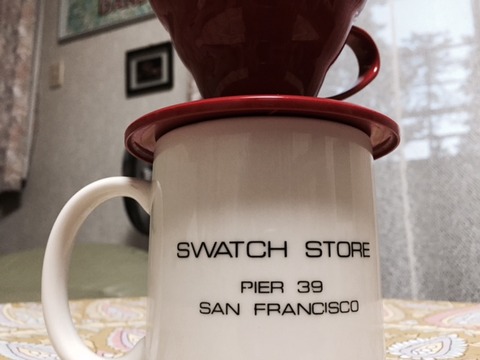 SWATCH STORE
PIER 39
SAN FRANCISCO